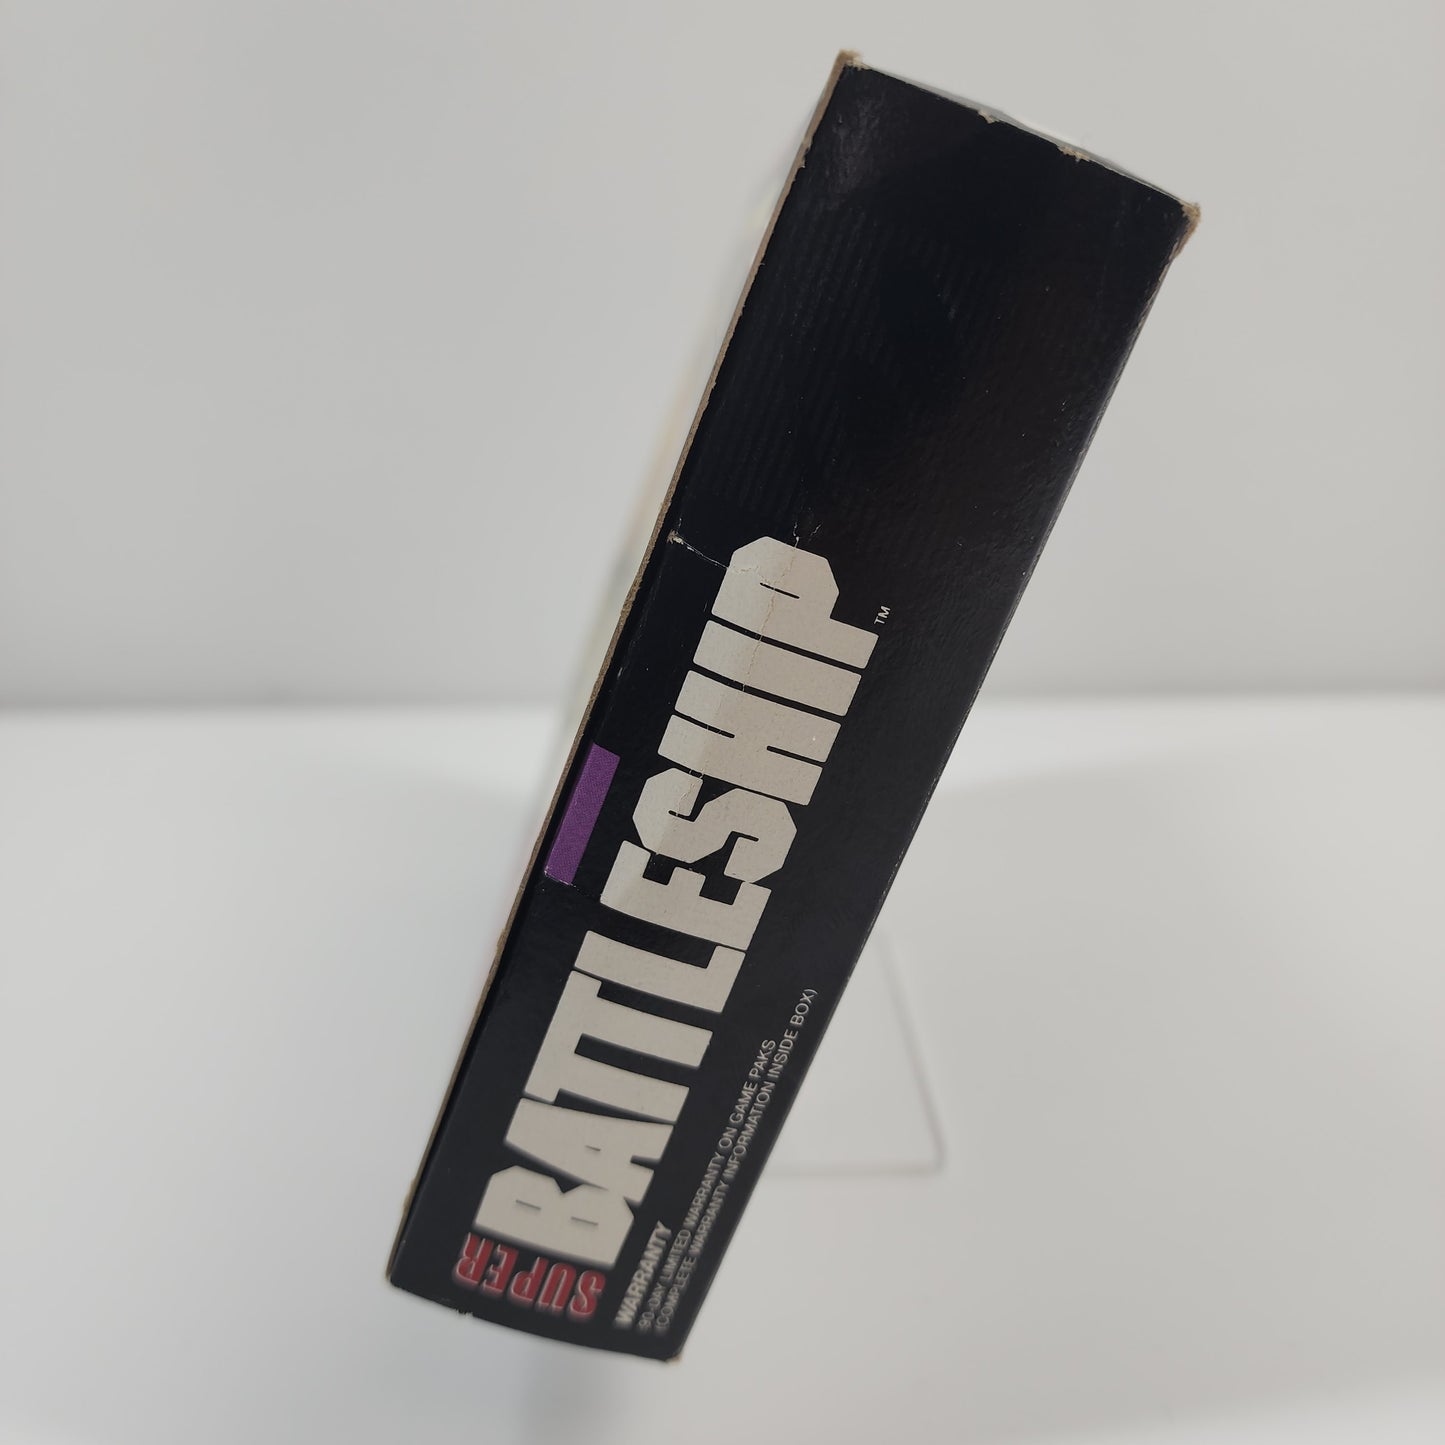 SUPER
BATTLESHIP™
WARRANTY
90-DAY LIMITED WARRANTY ON GAME PAKS
(COMPLETE WARRANTY INFORMATION INSIDE BOX)